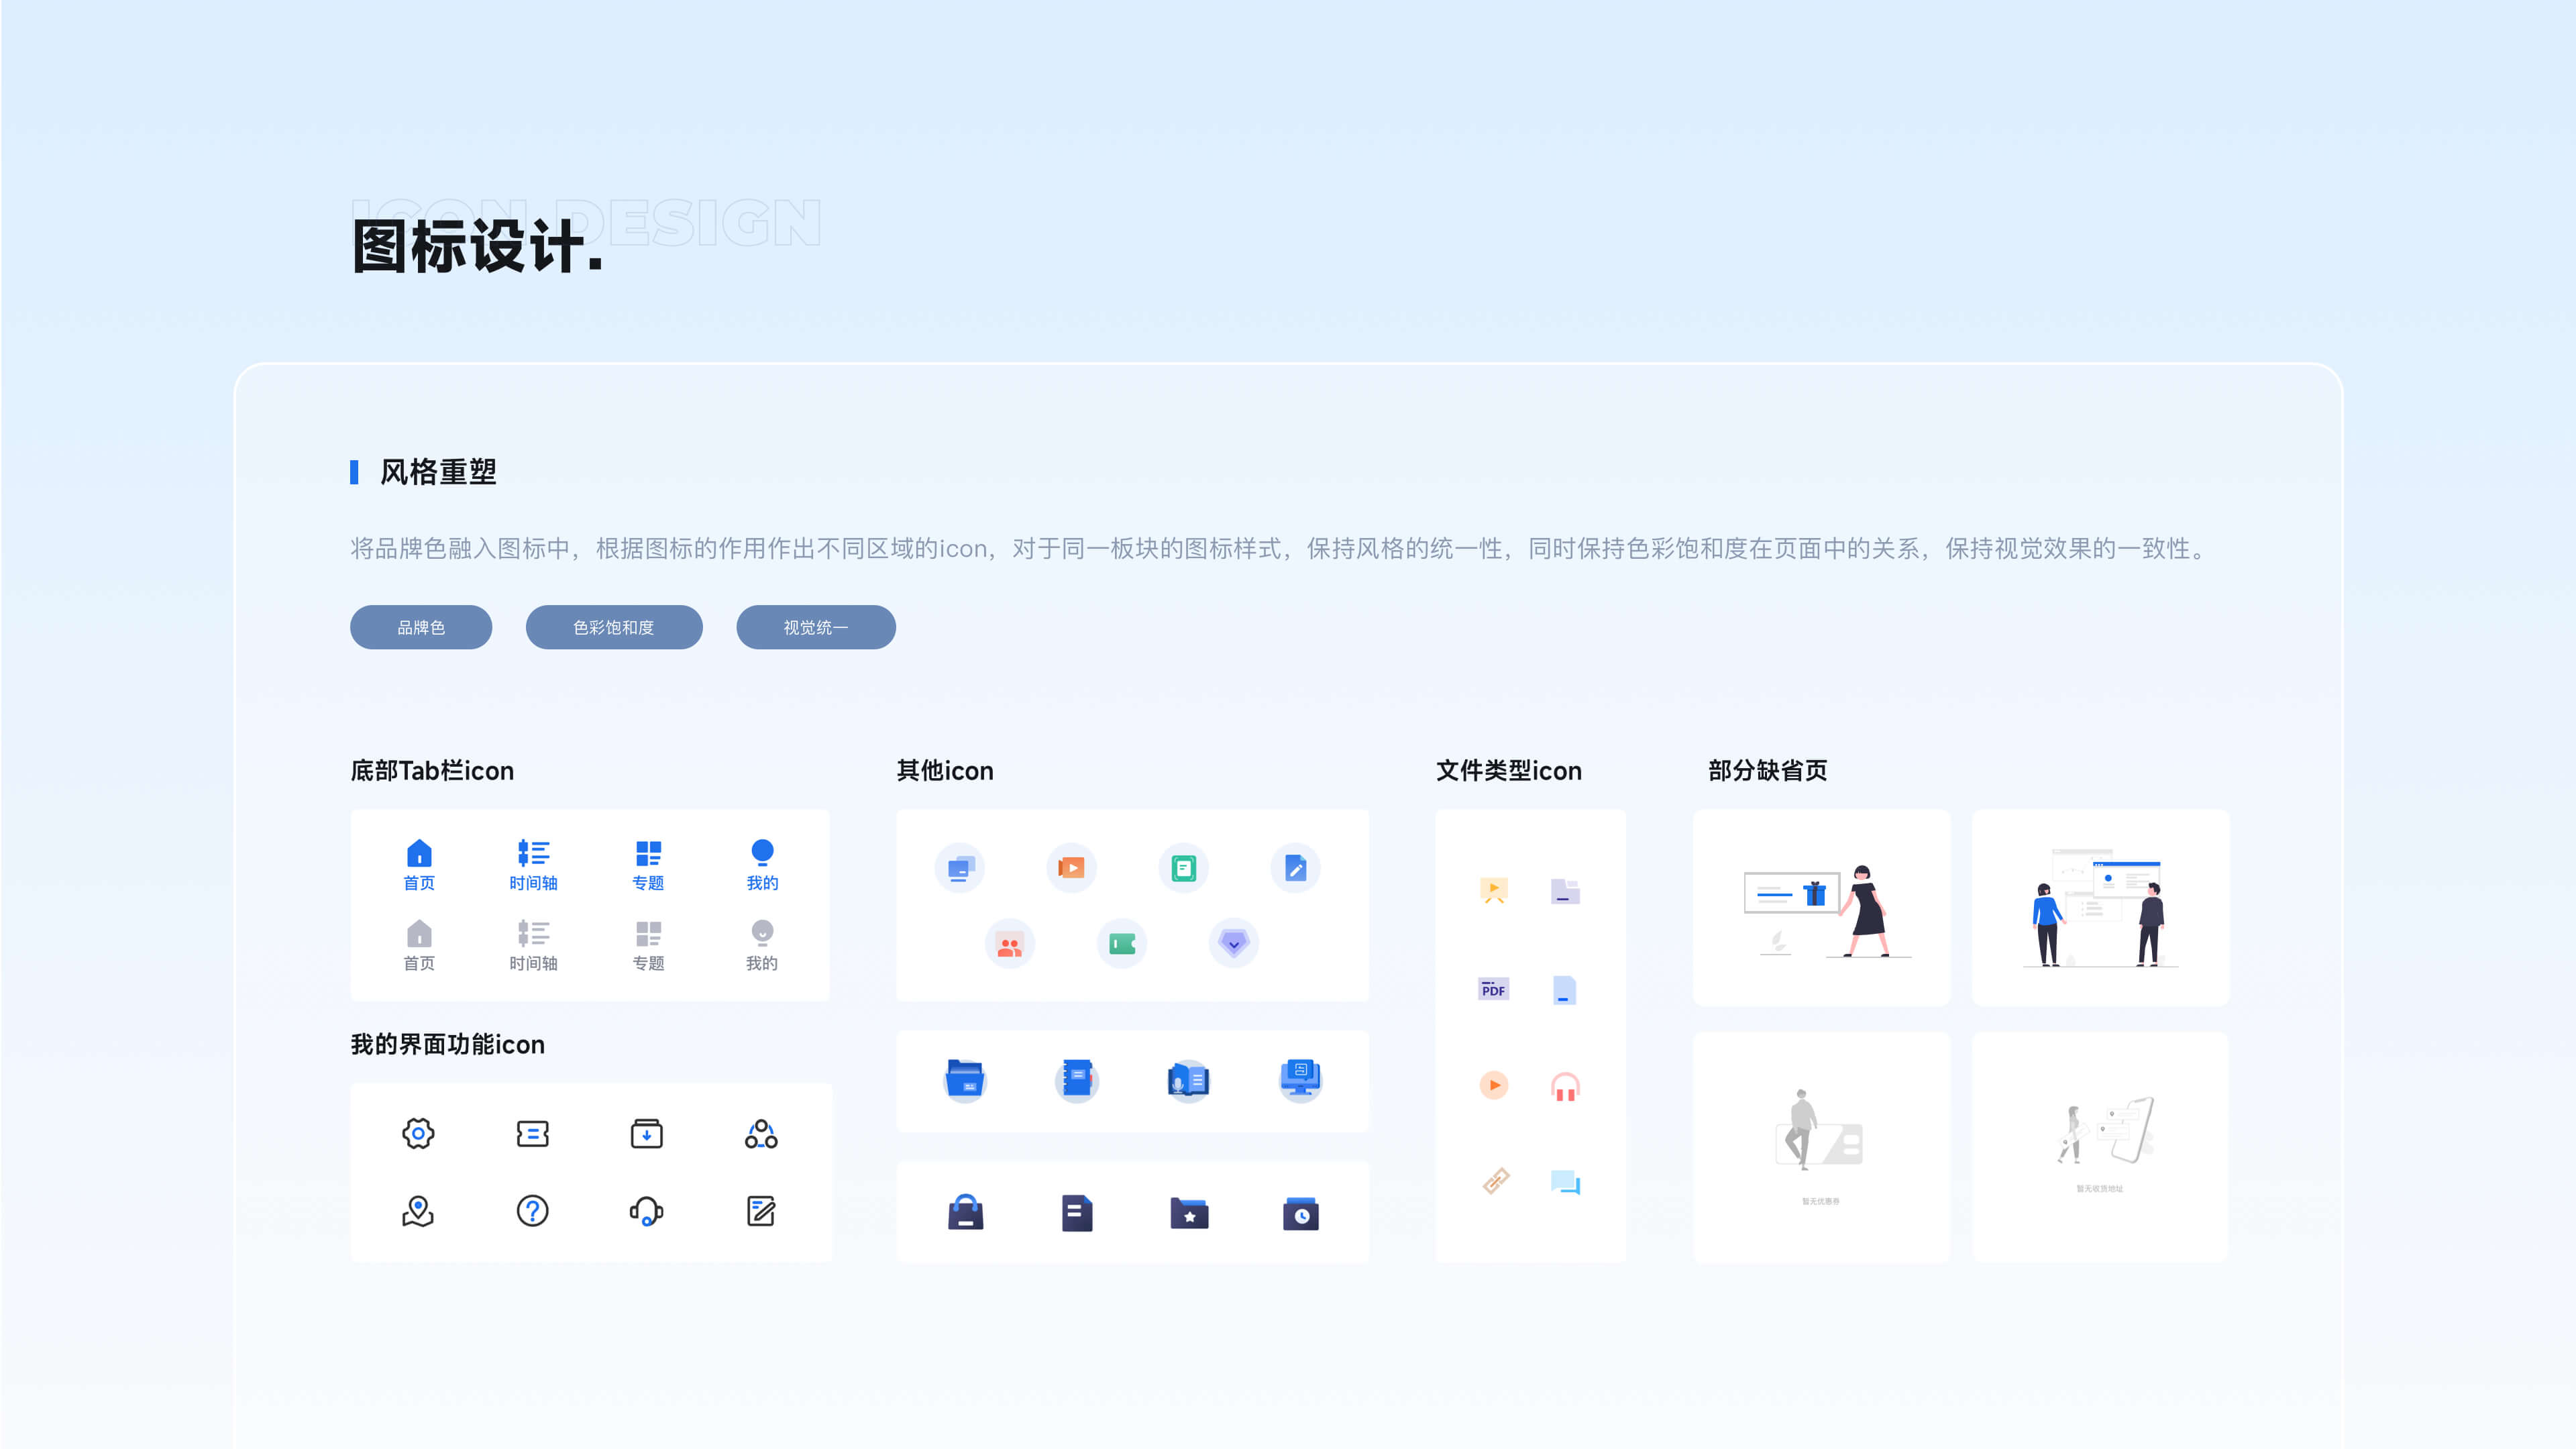 ICON DESIGN
图标设计.
风格重塑
将品牌色融入图标中，根据图标的作用作出不同区域的icon，对于同一板块的图标样式，保持风格的统一性，同时保持色彩饱和度在页面中的关系，保持视觉效果的一致性。
品牌色 色彩饱和度 视觉统一
底部Tab栏icon
首页 时间轴 专题 我的
首页 时间轴 专题 我的
我的界面功能icon
其他icon
文件类型icon
PDF
部分缺省页
暂无优惠券
暂无收货地址